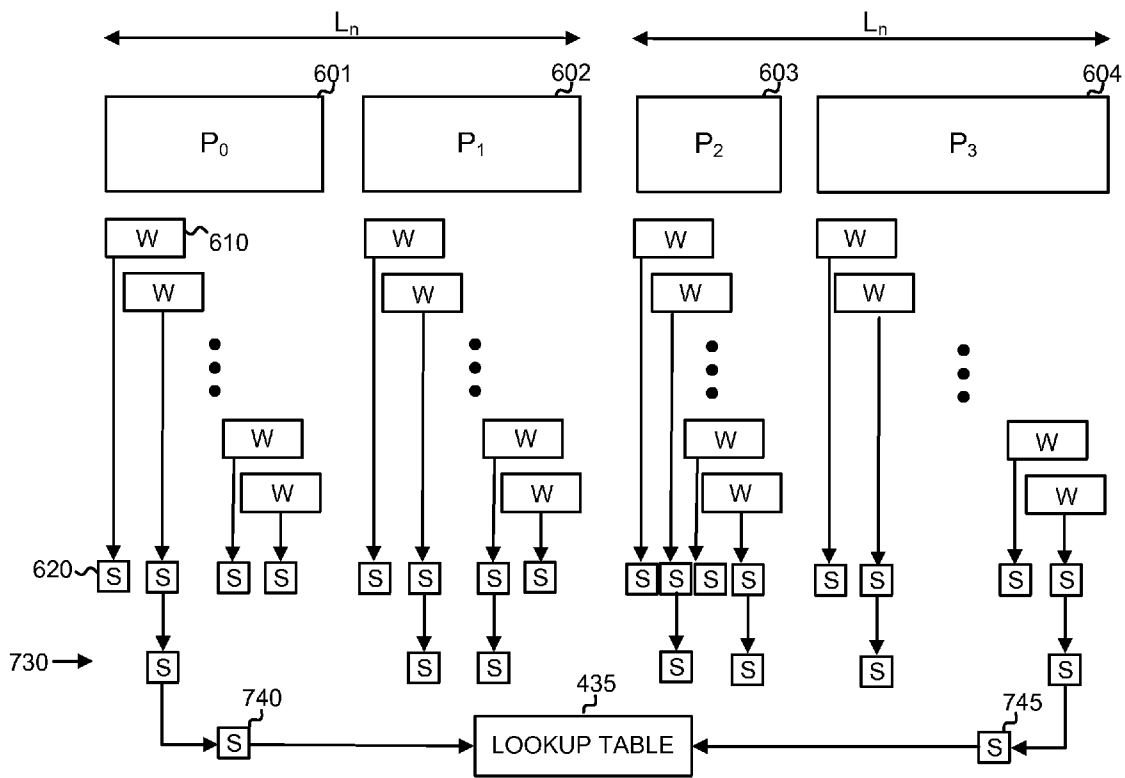 Lₙ Lₙ
601 602 603 604
P₀ P₁ P₂ P₃
W 610 W W W
W W W W
W W W W
W W W W
620 S S S S S S S S S S S S S S S S
730 S S S S S S S
740 435 745
S LOOKUP TABLE S